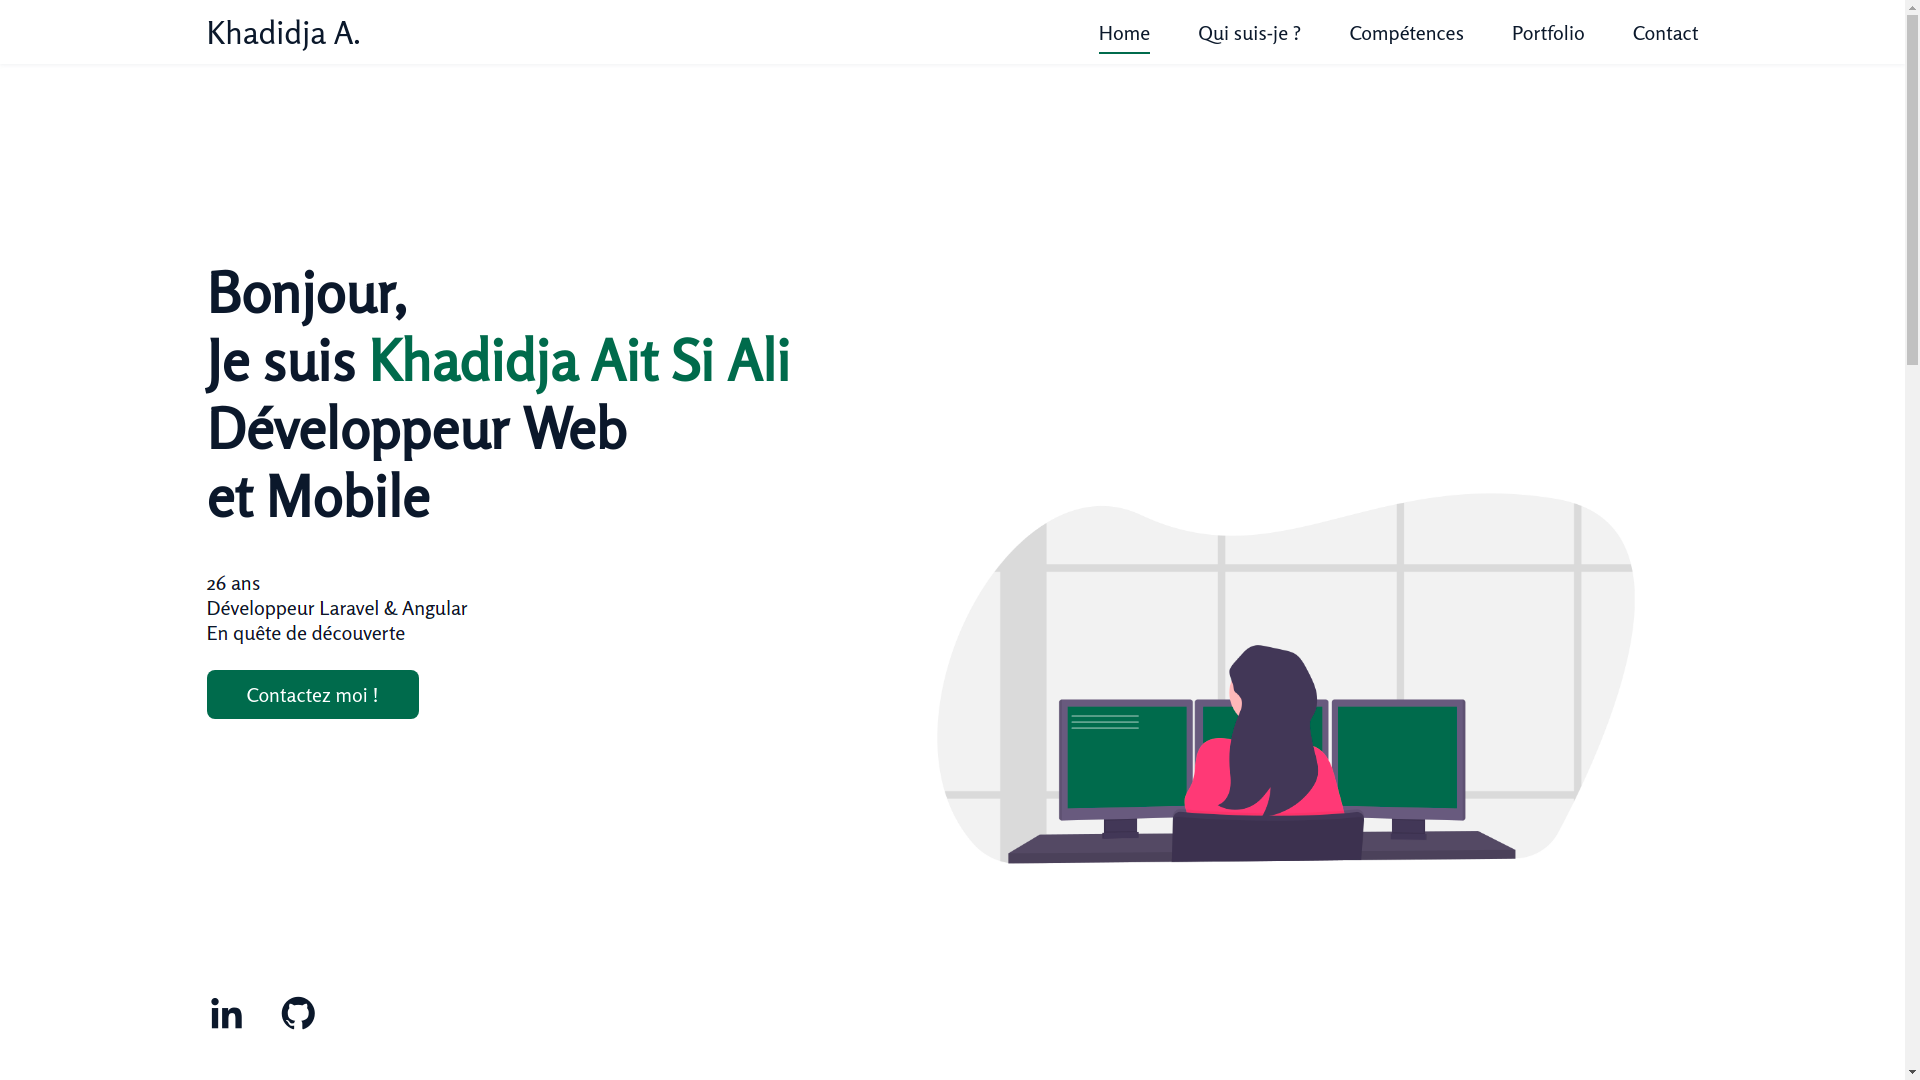 Khadidja A.
Home
Qui suis-je ?
Compétences
Portfolio
Contact
Bonjour,
Je suis Khadidja Ait Si Ali
Développeur Web
et Mobile
26 ans
Développeur Laravel & Angular
En quête de découverte
Contactez moi !